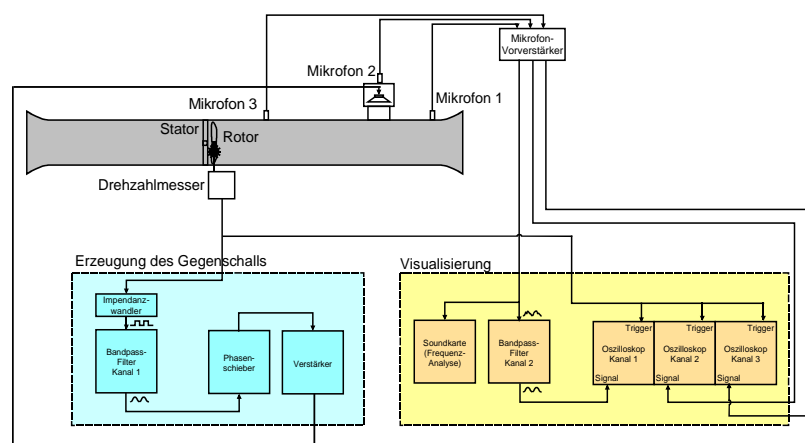 Mikrofon-
Vorverstärker
Mikrofon 2
Mikrofon 3
Mikrofon 1
Stator
Rotor
Drehzahlmesser
Erzeugung des Gegenschalls
Visualisierung
Impendanz-
wandler
Bandpass-
Filter
Kanal 1
Phasen-
schieber
Verstärker
Soundkarte
(Frequenz-
Analyse)
Bandpass-
Filter
Kanal 2
Trigger
Oszilloskop
Kanal 1
Signal
Trigger
Oszilloskop
Kanal 2
Signal
Trigger
Oszilloskop
Kanal 3
Signal